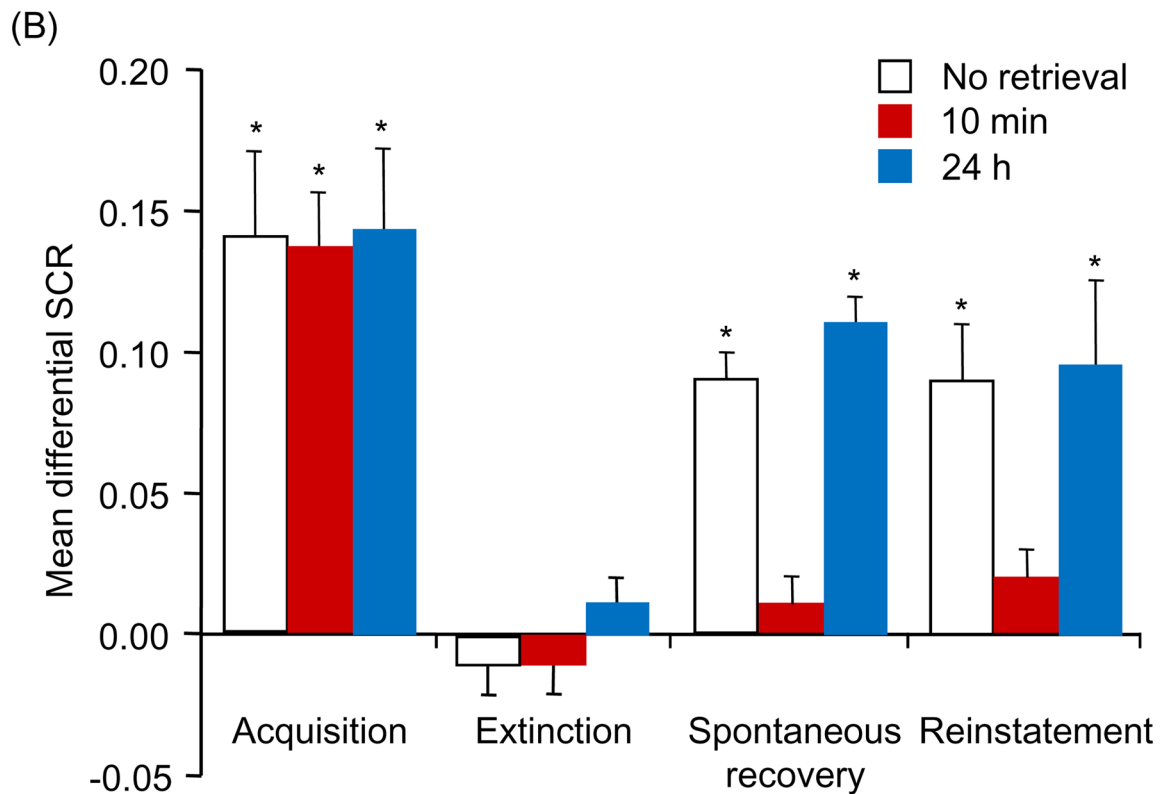 (B)
No retrieval
10 min
24 h
Mean differential SCR
0.20
0.15
0.10
0.05
0.00
-0.05
* * *
* *
* *
Acquisition
Extinction
Spontaneous
recovery
Reinstatement